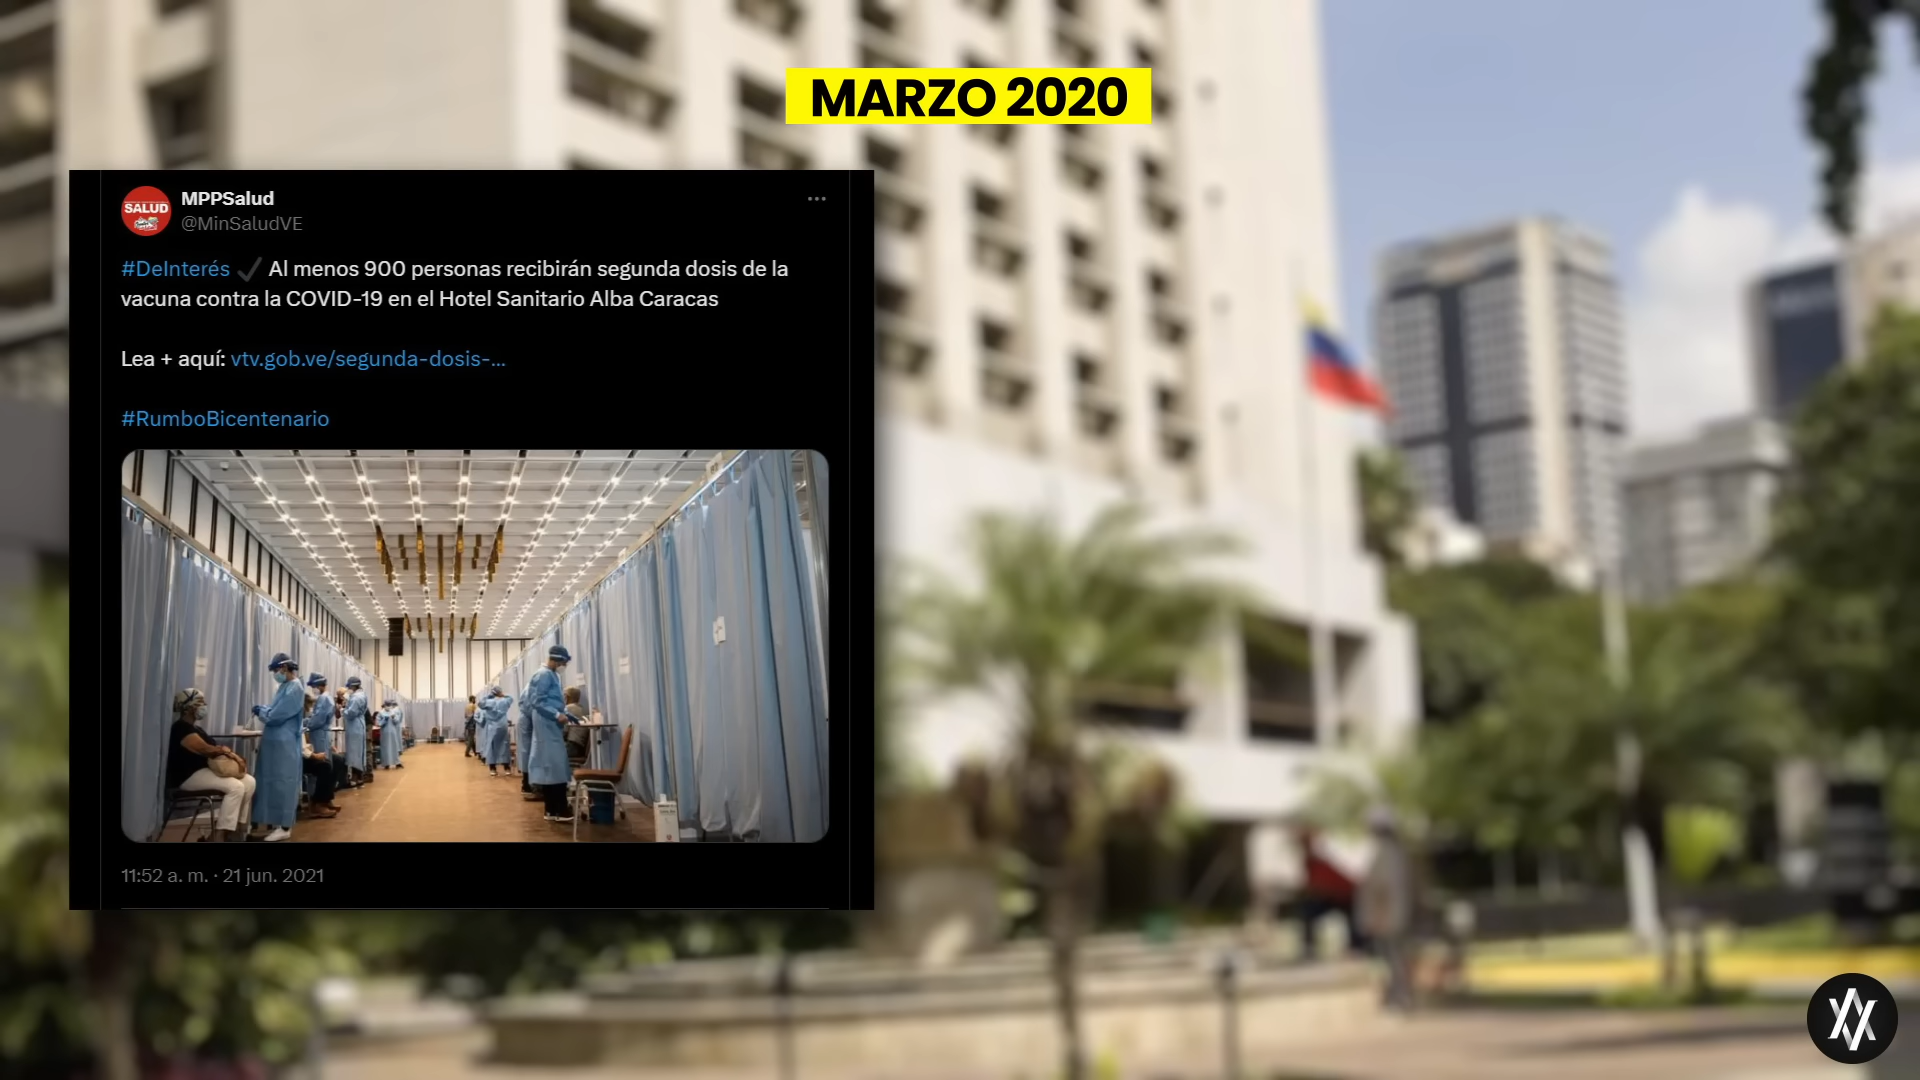 MARZO 2020
SALUD
MPPSalud
@MinSaludVE
#DeInterés ✔ Al menos 900 personas recibirán segunda dosis de la
vacuna contra la COVID-19 en el Hotel Sanitario Alba Caracas
Lea + aquí: vtv.gob.ve/segunda-dosis-...
#RumboBicentenario
11:52 a. m. · 21 jun. 2021